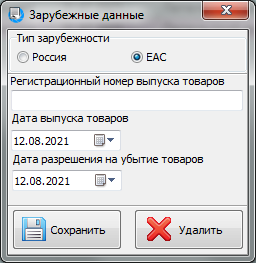 Зарубежные данные
Тип зарубежности
Россия ЕАС
Регистрационный номер выпуска товаров
Дата выпуска товаров
12.08.2021
Дата разрешения на убытие товаров
12.08.2021
Сохранить Удалить